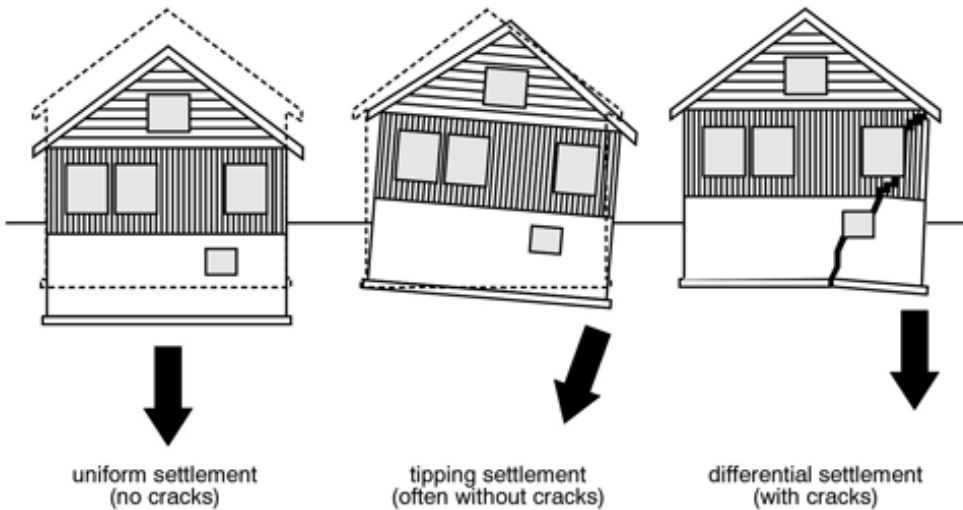 uniform settlement
(no cracks)
tipping settlement
(often without cracks)
differential settlement
(with cracks)